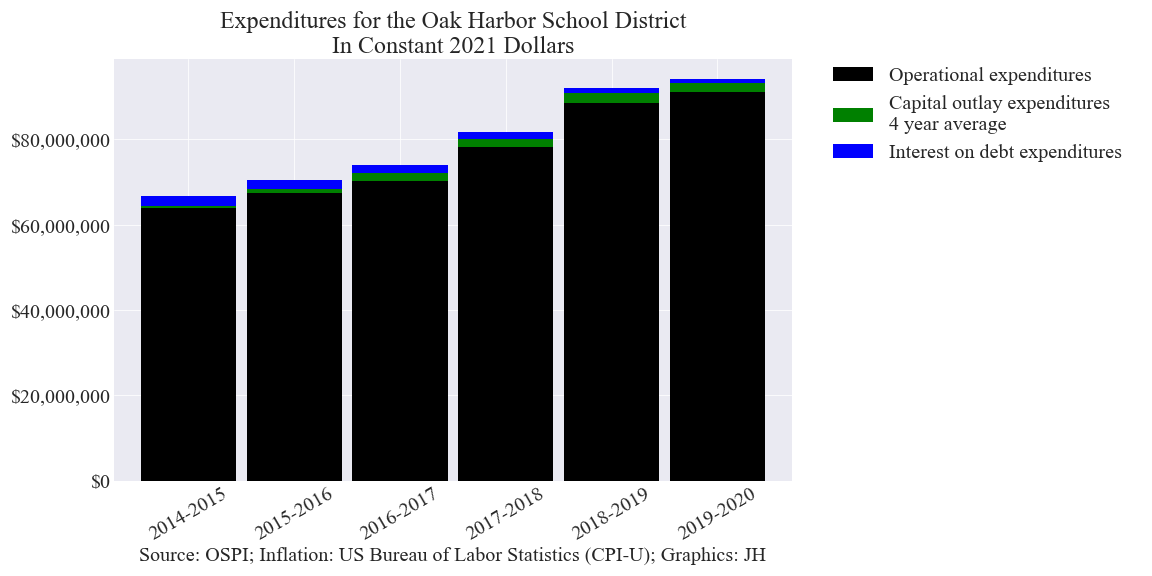 Expenditures for the Oak Harbor School District
In Constant 2021 Dollars
Operational expenditures
Capital outlay expenditures
4 year average
Interest on debt expenditures
$80,000,000
$60,000,000
$40,000,000
$20,000,000
$0
2014-2015
2015-2016
2016-2017
2017-2018
2018-2019
2019-2020
Source: OSPI; Inflation: US Bureau of Labor Statistics (CPI-U); Graphics: JH